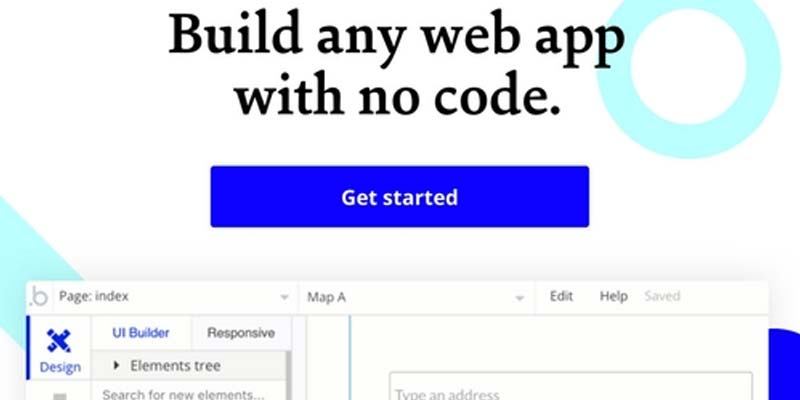 Build any web app
with no code.
Get started
.b Page: index Map A Edit Help Saved
UI Builder Responsive
Design
Elements tree
Search for new elements...
Type an address